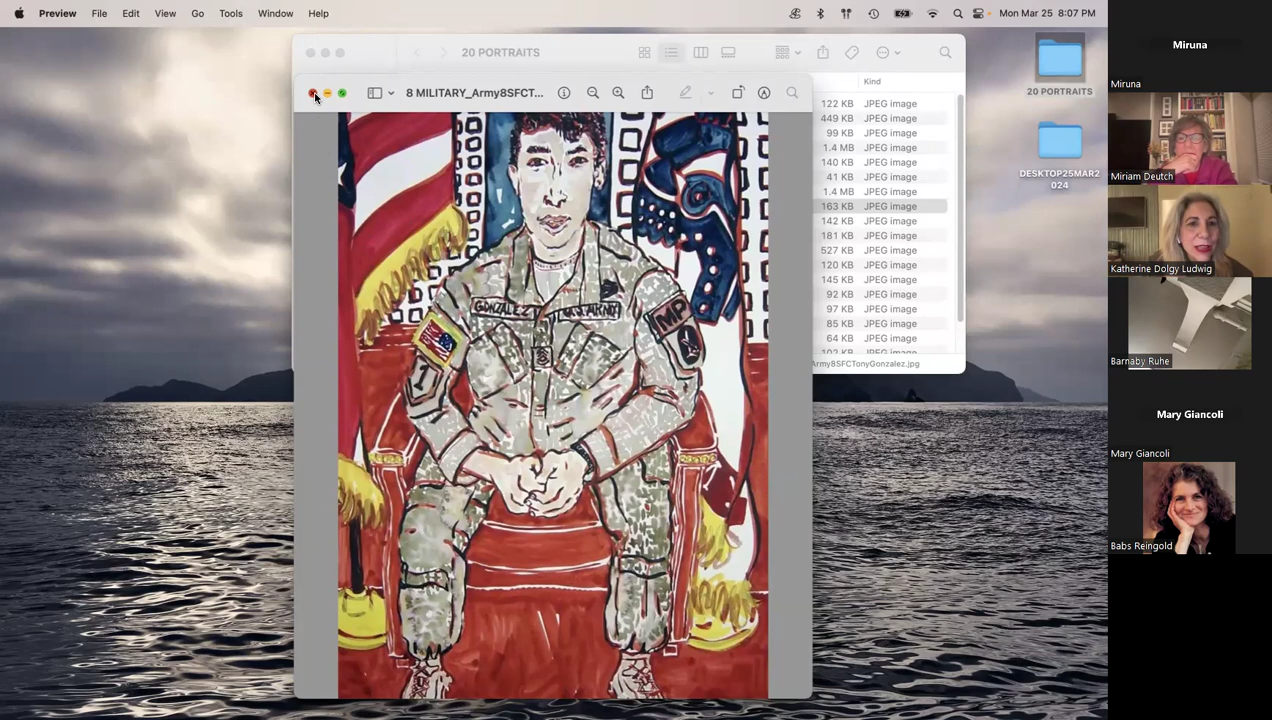 Preview File Edit View Go Tools Window Help
Mon Mar 25 8:07 PM
20 PORTRAITS
8 MILITARY_Army8SFCT...
Kind
122 KB JPEG image
449 KB JPEG image
99 KB JPEG image
1.4 MB JPEG image
140 KB JPEG image
41 KB JPEG image
1.4 MB JPEG image
163 KB JPEG image
142 KB JPEG image
181 KB JPEG image
527 KB JPEG image
120 KB JPEG image
145 KB JPEG image
92 KB JPEG image
97 KB JPEG image
85 KB JPEG image
64 KB JPEG image
102 KB JPEG image
Army8SFCTonyGonzalez.jpg
GONZALEZ U.S. ARMY
MP
1
20 PORTRAITS
DESKTOP25MAR2
024
Miruna
Miruna
Miriam Deutch
Katherine Dolgy Ludwig
Barnaby Ruhe
Mary Giancoli
Mary Giancoli
Babs Reingold